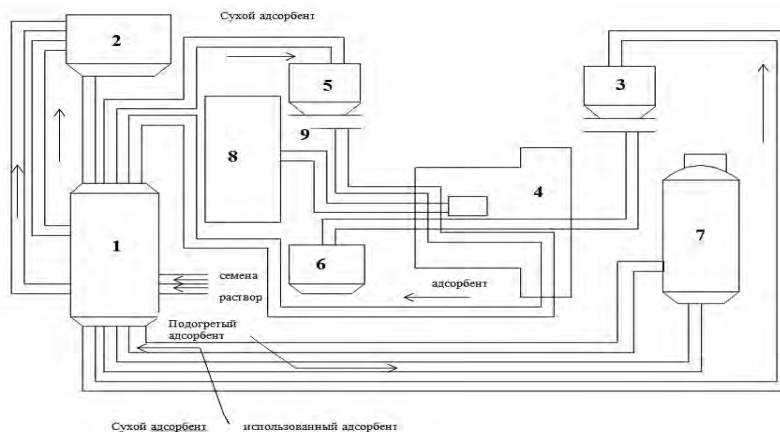 Сухой адсорбент
2
5
3
9
8
4
1
7
семена
6
адсорбент
раствор
Подогретый
адсорбент
Сухой адсорбент использованный адсорбент